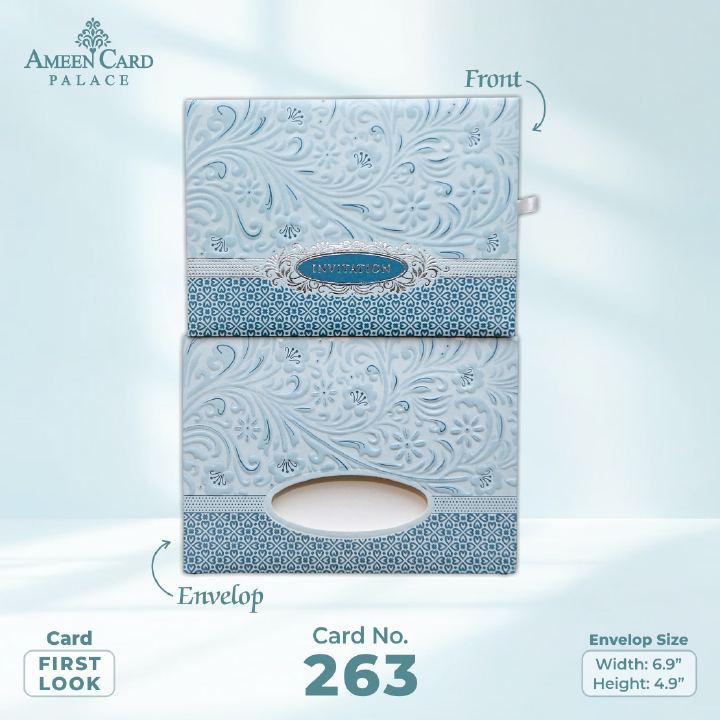 AMEEN CARD
PALACE
Front
INVITATION
Envelop
Card
FIRST
LOOK
Card No.
263
Envelop Size
Width: 6.9”
Height: 4.9”